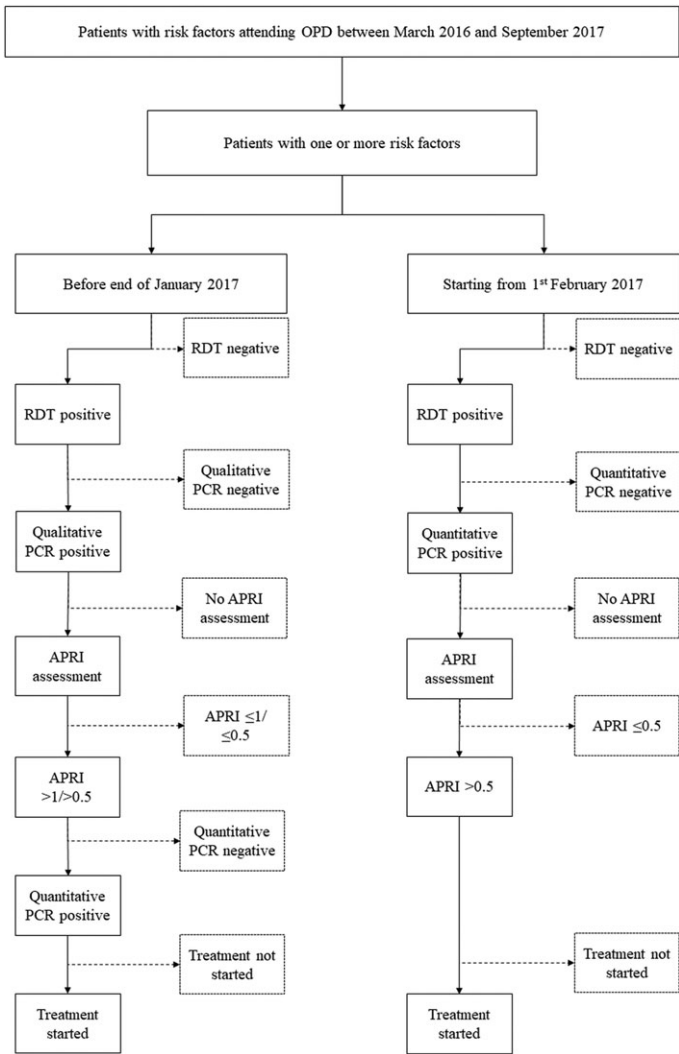 Patients with risk factors attending OPD between March 2016 and September 2017
Patients with one or more risk factors
Before end of January 2017
RDT negative
RDT positive
Qualitative
PCR negative
Qualitative
PCR positive
No APRI
assessment
APRI
assessment
APRI ≤1/
≤0.5
APRI
>1/>0.5
Quantitative
PCR negative
Quantitative
PCR positive
Treatment not
started
Treatment
started
Starting from 1st February 2017
RDT negative
RDT positive
Quantitative
PCR negative
Quantitative
PCR positive
No APRI
assessment
APRI
assessment
APRI ≤0.5
APRI >0.5
Treatment not
started
Treatment
started